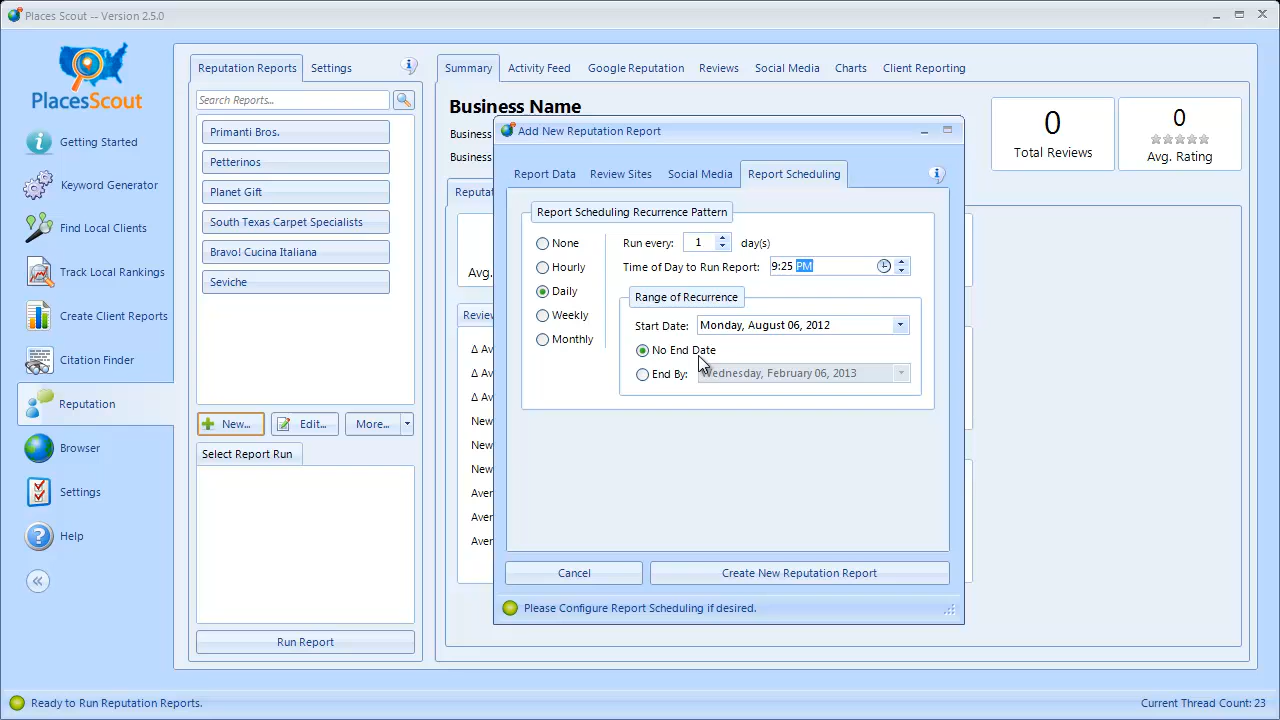 Places Scout -- Version 2.5.0
PlacesScout
Getting Started
Keyword Generator
Find Local Clients
Track Local Rankings
Create Client Reports
Citation Finder
Reputation
Browser
Settings
Help
Reputation Reports
Settings
Search Reports...
Primanti Bros.
Petterinos
Planet Gift
South Texas Carpet Specialists
Bravo! Cucina Italiana
Seviche
New...
Edit...
More...
Select Report Run
Run Report
Summary
Activity Feed
Google Reputation
Reviews
Social Media
Charts
Client Reporting
Business Name
Business
Business
0
Total Reviews
0
Avg. Rating
Reputat
Avg.
Review
Δ Av
Δ Av
Δ Av
New
New
New
Aver
Aver
Aver
Add New Reputation Report
Report Data
Review Sites
Social Media
Report Scheduling
Report Scheduling Recurrence Pattern
None
Hourly
Daily
Weekly
Monthly
Run every: 1 day(s)
Time of Day to Run Report: 9:25 PM
Range of Recurrence
Start Date: Monday, August 06, 2012
No End Date
End By: Wednesday, February 06, 2013
Cancel
Create New Reputation Report
Please Configure Report Scheduling if desired.
Ready to Run Reputation Reports.
Current Thread Count: 23